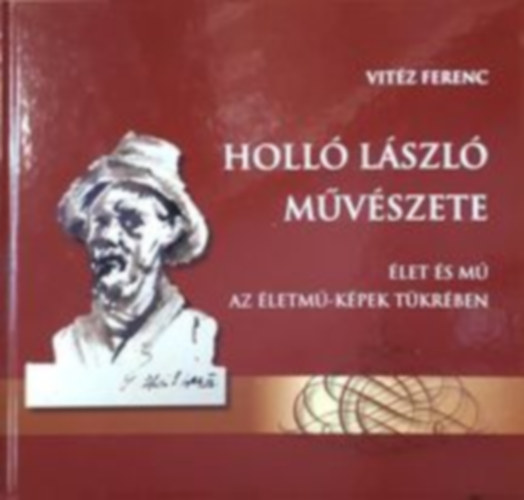 VITÉZ FERENC
HOLLÓ LÁSZLÓ
MŰVÉSZETE
ÉLET ÉS MŰ
AZ ÉLETMŰ-KÉPEK TÜKRÉBEN